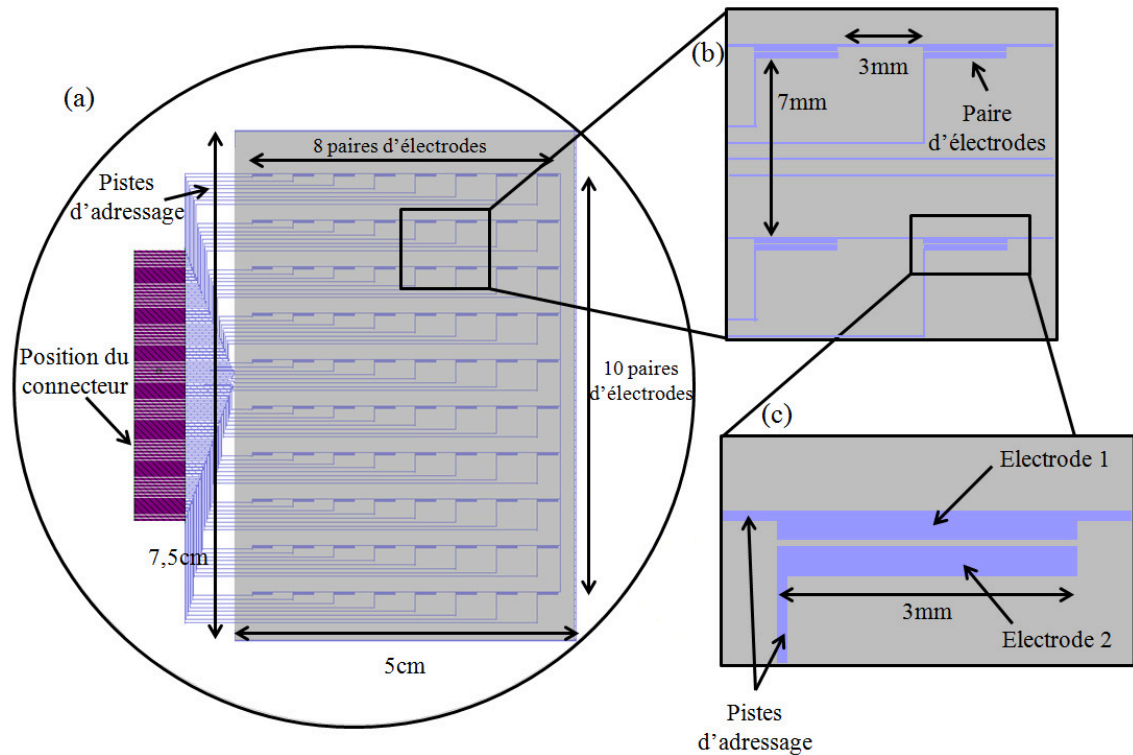 (a)
8 paires d'électrodes
Pistes
d'adressage
Position du
connecteur
10 paires
d'électrodes
7,5cm
5cm
(b)
3mm
7mm
Paire
d'électrodes
(c)
Electrode 1
3mm
Electrode 2
Pistes
d'adressage